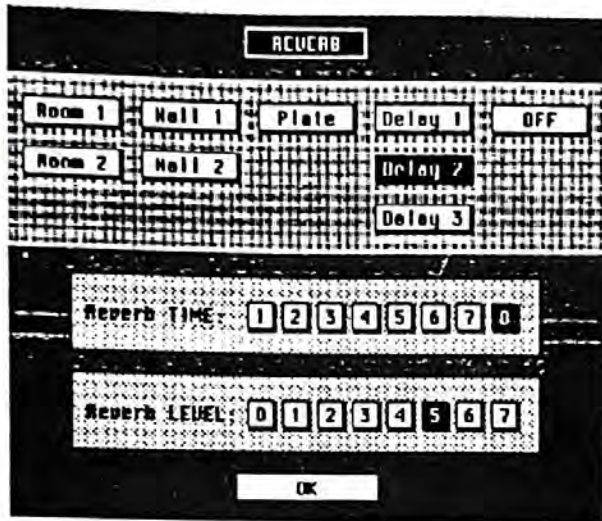 REVERB
Room 1 Hall 1 Plate Delay 1 OFF
Room 2 Hall 2 Delay 2
Delay 3
Reverb TIME: 1 2 3 4 5 6 7 8
Reverb LEVEL: 0 1 2 3 4 5 6 7
OK